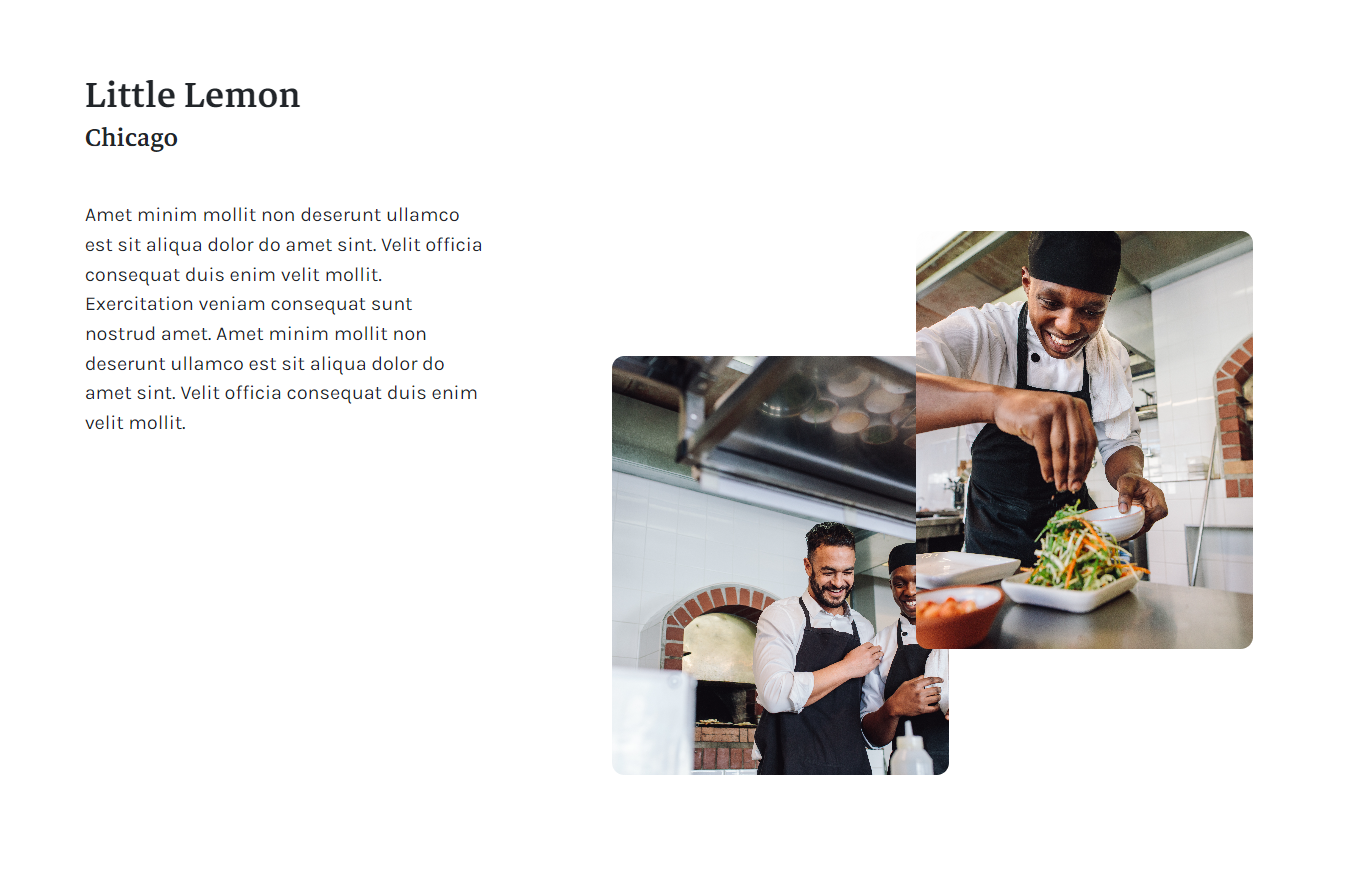 Little Lemon
Chicago
Amet minim mollit non deserunt ullamco
est sit aliqua dolor do amet sint. Velit officia
consequat duis enim velit mollit.
Exercitation veniam consequat sunt
nostrud amet. Amet minim mollit non
deserunt ullamco est sit aliqua dolor do
amet sint. Velit officia consequat duis enim
velit mollit.